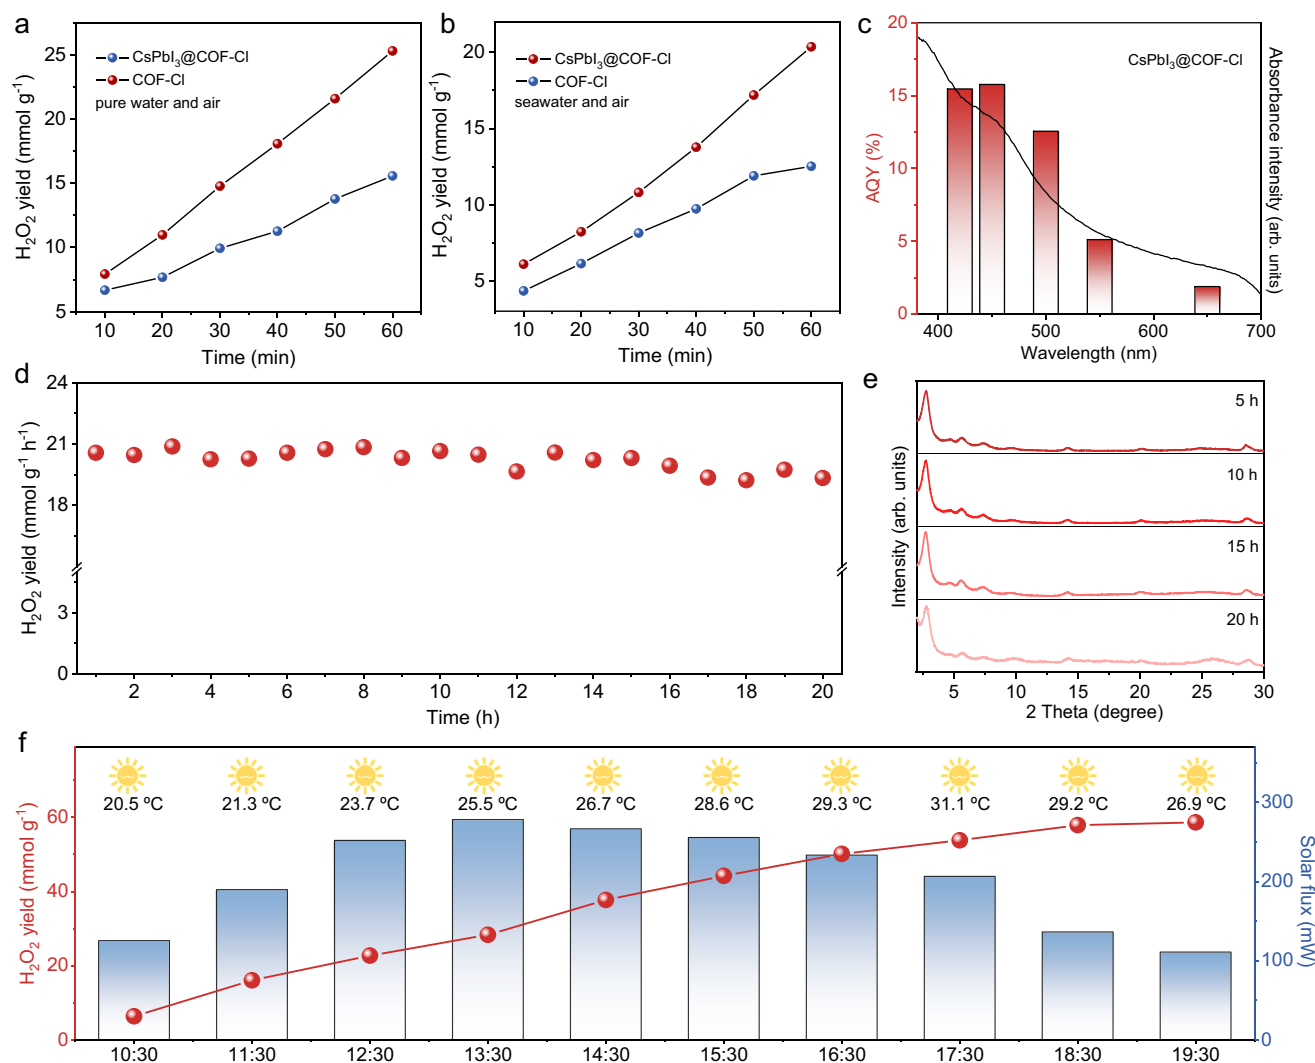 a
H₂O₂ yield (mmol g⁻¹)
25
20
15
10
5
CsPbI₃@COF-Cl
COF-Cl
pure water and air
10 20 30 40 50 60
Time (min)
b
H₂O₂ yield (mmol g⁻¹)
20
15
10
5
CsPbI₃@COF-Cl
COF-Cl
seawater and air
10 20 30 40 50 60
Time (min)
c
AQY (%)
20
15
10
5
0
CsPbI₃@COF-Cl
Absorbance intensity (arb. units)
400 500 600 700
Wavelength (nm)
d
H₂O₂ yield (mmol g⁻¹ h⁻¹)
24
21
18
3
0
2 4 6 8 10 12 14 16 18 20
Time (h)
e
Intensity (arb. units)
5 h
10 h
15 h
20 h
5 10 15 20 25 30
2 Theta (degree)
f
H₂O₂ yield (mmol g⁻¹)
60
40
20
0
20.5 ºC 21.3 ºC 23.7 ºC 25.5 ºC 26.7 ºC 28.6 ºC 29.3 ºC 31.1 ºC 29.2 ºC 26.9 ºC
300
200
100
0
Solar flux (mW)
10:30 11:30 12:30 13:30 14:30 15:30 16:30 17:30 18:30 19:30